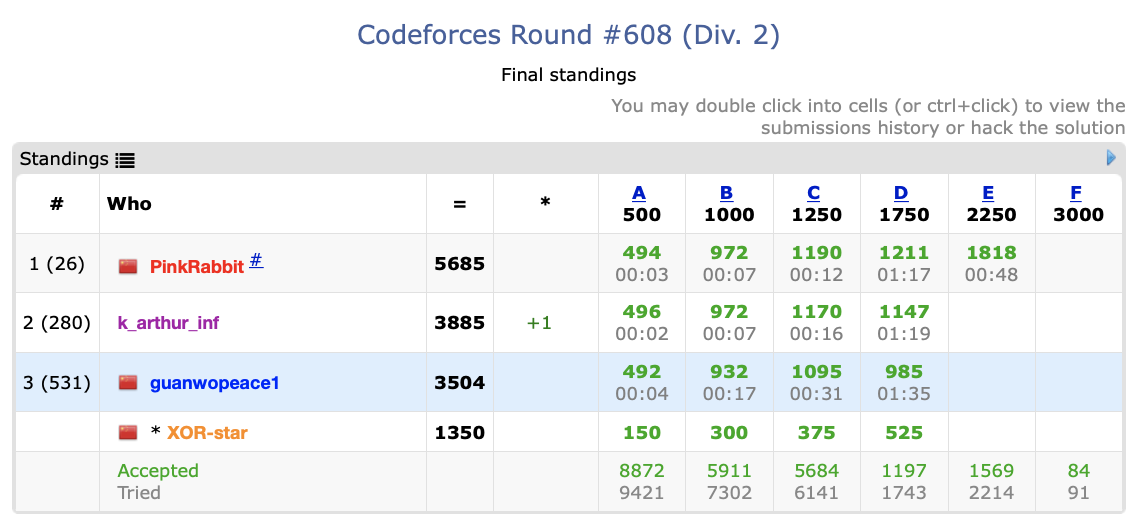 Codeforces Round #608 (Div. 2)
Final standings
You may double click into cells (or ctrl+click) to view the
submissions history or hack the solution
Standings
# Who = * A B C D E F
500 1000 1250 1750 2250 3000
1 (26) PinkRabbit # 5685 494 972 1190 1211 1818
00:03 00:07 00:12 01:17 00:48
2 (280) k_arthur_inf 3885 +1 496 972 1170 1147
00:02 00:07 00:16 01:19
3 (531) guanwopeace1 3504 492 932 1095 985
00:04 00:17 00:31 01:35
* XOR-star 1350 150 300 375 525
Accepted 8872 5911 5684 1197 1569 84
Tried 9421 7302 6141 1743 2214 91